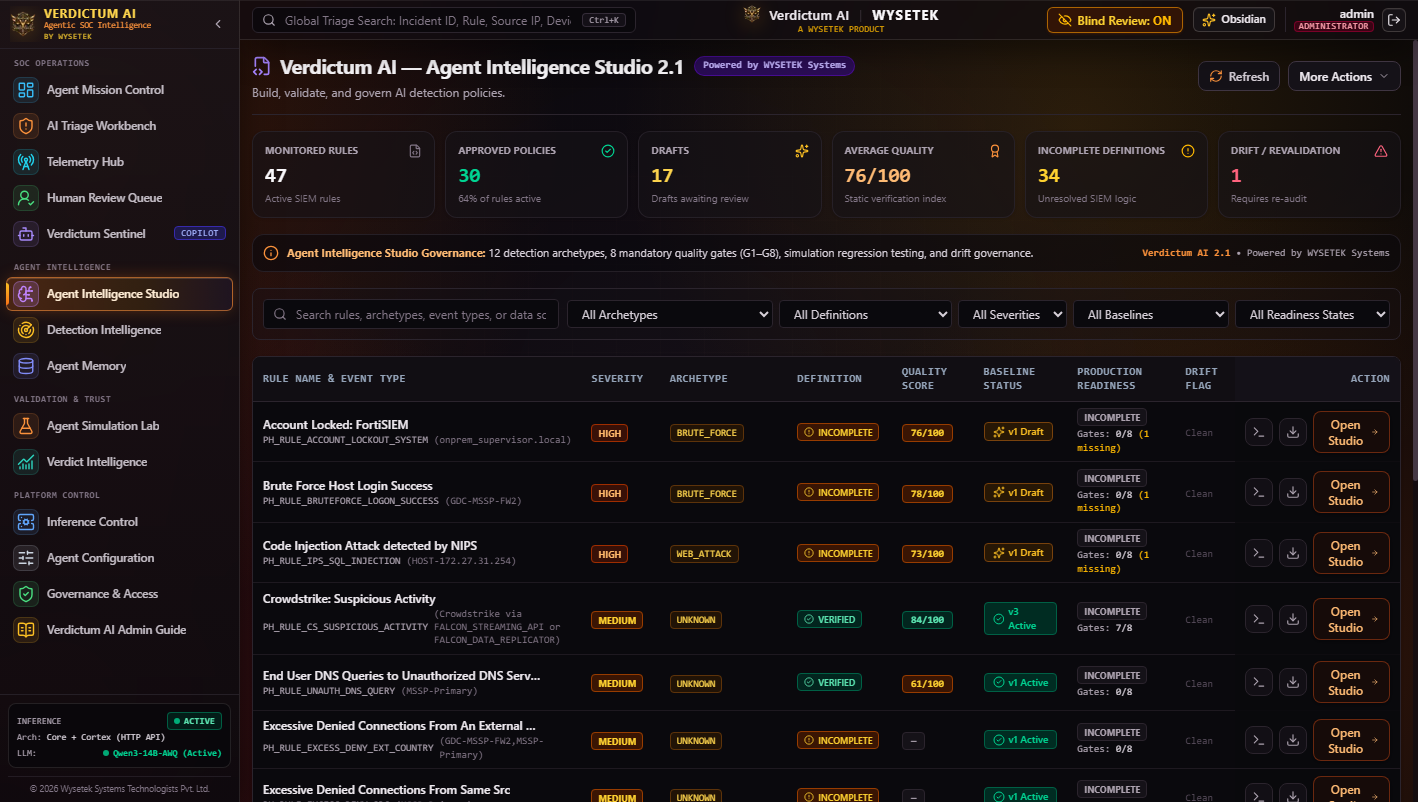 VERDICTUM AI
Agentic SOC Intelligence
BY WYSETEK
Global Triage Search: Incident ID, Rule, Source IP, Devic
Ctrl+K
Verdictum AI | WYSETEK
A WYSETEK PRODUCT
Blind Review: ON
Obsidian
admin
ADMINISTRATOR
SOC OPERATIONS
Agent Mission Control
AI Triage Workbench
Telemetry Hub
Human Review Queue
Verdictum Sentinel COPILOT
AGENT INTELLIGENCE
Agent Intelligence Studio
Detection Intelligence
Agent Memory
VALIDATION & TRUST
Agent Simulation Lab
Verdict Intelligence
PLATFORM CONTROL
Inference Control
Agent Configuration
Governance & Access
Verdictum AI Admin Guide
INFERENCE ACTIVE
Arch: Core + Cortex (HTTP API)
LLM: Qwen3-14B-AWQ (Active)
© 2026 Wysetek Systems Technologists Pvt. Ltd.
Verdictum AI — Agent Intelligence Studio 2.1 Powered by WYSETEK Systems
Build, validate, and govern AI detection policies.
Refresh
More Actions
MONITORED RULES
47
Active SIEM rules
APPROVED POLICIES
30
64% of rules active
DRAFTS
17
Drafts awaiting review
AVERAGE QUALITY
76/100
Static verification index
INCOMPLETE DEFINITIONS
34
Unresolved SIEM logic
DRIFT / REVALIDATION
1
Requires re-audit
Agent Intelligence Studio Governance: 12 detection archetypes, 8 mandatory quality gates (G1–G8), simulation regression testing, and drift governance.
Verdictum AI 2.1 • Powered by WYSETEK Systems
Search rules, archetypes, event types, or data sc
All Archetypes
All Definitions
All Severities
All Baselines
All Readiness States
RULE NAME & EVENT TYPE
SEVERITY
ARCHETYPE
DEFINITION
QUALITY
SCORE
BASELINE
STATUS
PRODUCTION
READINESS
DRIFT
FLAG
ACTION
Account Locked: FortiSIEM
PH_RULE_ACCOUNT_LOCKOUT_SYSTEM (onprem_supervisor.local)
HIGH
BRUTE_FORCE
INCOMPLETE
76/100
v1 Draft
INCOMPLETE
Gates: 0/8 (1
missing)
Clean
Open
Studio
Brute Force Host Login Success
PH_RULE_BRUTEFORCE_LOGON_SUCCESS (GDC-MSSP-FW2)
HIGH
BRUTE_FORCE
INCOMPLETE
78/100
v1 Draft
INCOMPLETE
Gates: 0/8 (1
missing)
Clean
Open
Studio
Code Injection Attack detected by NIPS
PH_RULE_IPS_SQL_INJECTION (HOST-172.27.31.254)
HIGH
WEB_ATTACK
INCOMPLETE
73/100
v1 Draft
INCOMPLETE
Gates: 0/8 (1
missing)
Clean
Open
Studio
Crowdstrike: Suspicious Activity
PH_RULE_CS_SUSPICIOUS_ACTIVITY
(Crowdstrike via
FALCON_STREAMING_API or
FALCON_DATA_REPLICATOR)
MEDIUM
UNKNOWN
VERIFIED
84/100
v3
Active
INCOMPLETE
Gates: 7/8
Clean
Open
Studio
End User DNS Queries to Unauthorized DNS Serv...
PH_RULE_UNAUTH_DNS_QUERY (MSSP-Primary)
MEDIUM
UNKNOWN
VERIFIED
61/100
v1 Active
INCOMPLETE
Gates: 0/8
Clean
Open
Studio
Excessive Denied Connections From An External ...
PH_RULE_EXCESS_DENY_EXT_COUNTRY
(GDC-MSSP-FW2,MSSP-
Primary)
MEDIUM
UNKNOWN
INCOMPLETE
–
v1 Active
INCOMPLETE
Gates: 0/8
Clean
Open
Studio
Excessive Denied Connections From Same Src
MEDIUM
UNKNOWN
INCOMPLETE
–
v1 Active
INCOMPLETE
Clean
Open